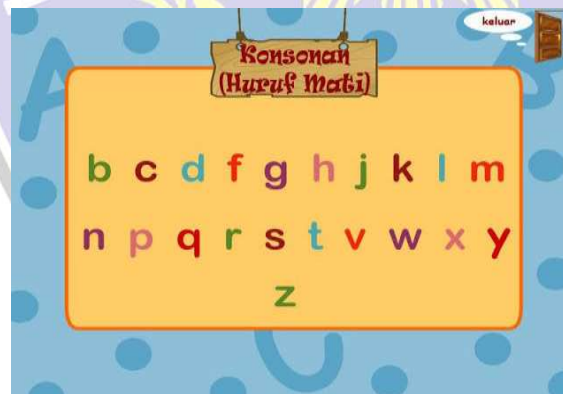 keluar
Konsonan
(Huruf Mati)
b c d f g h j k l m
n p q r s t v w x y
z